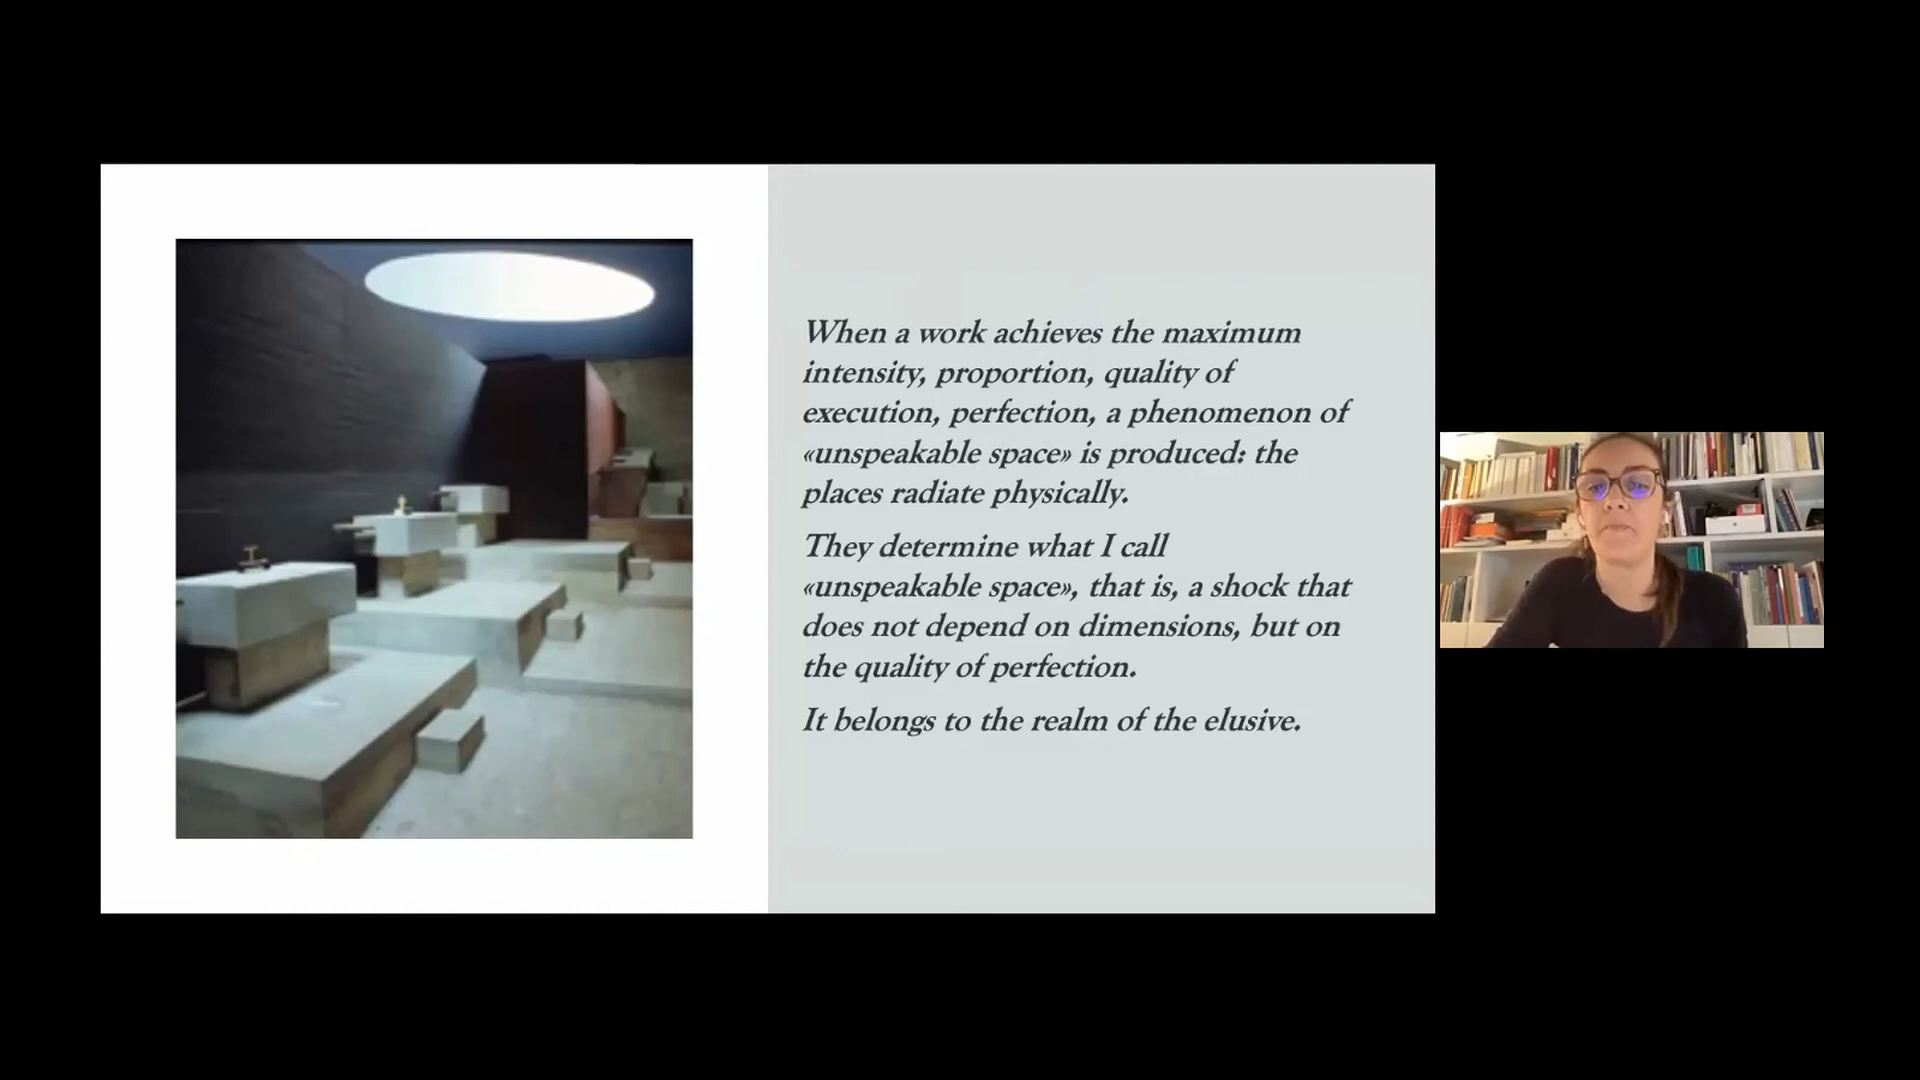 When a work achieves the maximum
intensity, proportion, quality of
execution, perfection, a phenomenon of
«unspeakable space» is produced: the
places radiate physically.
They determine what I call
«unspeakable space», that is, a shock that
does not depend on dimensions, but on
the quality of perfection.
It belongs to the realm of the elusive.